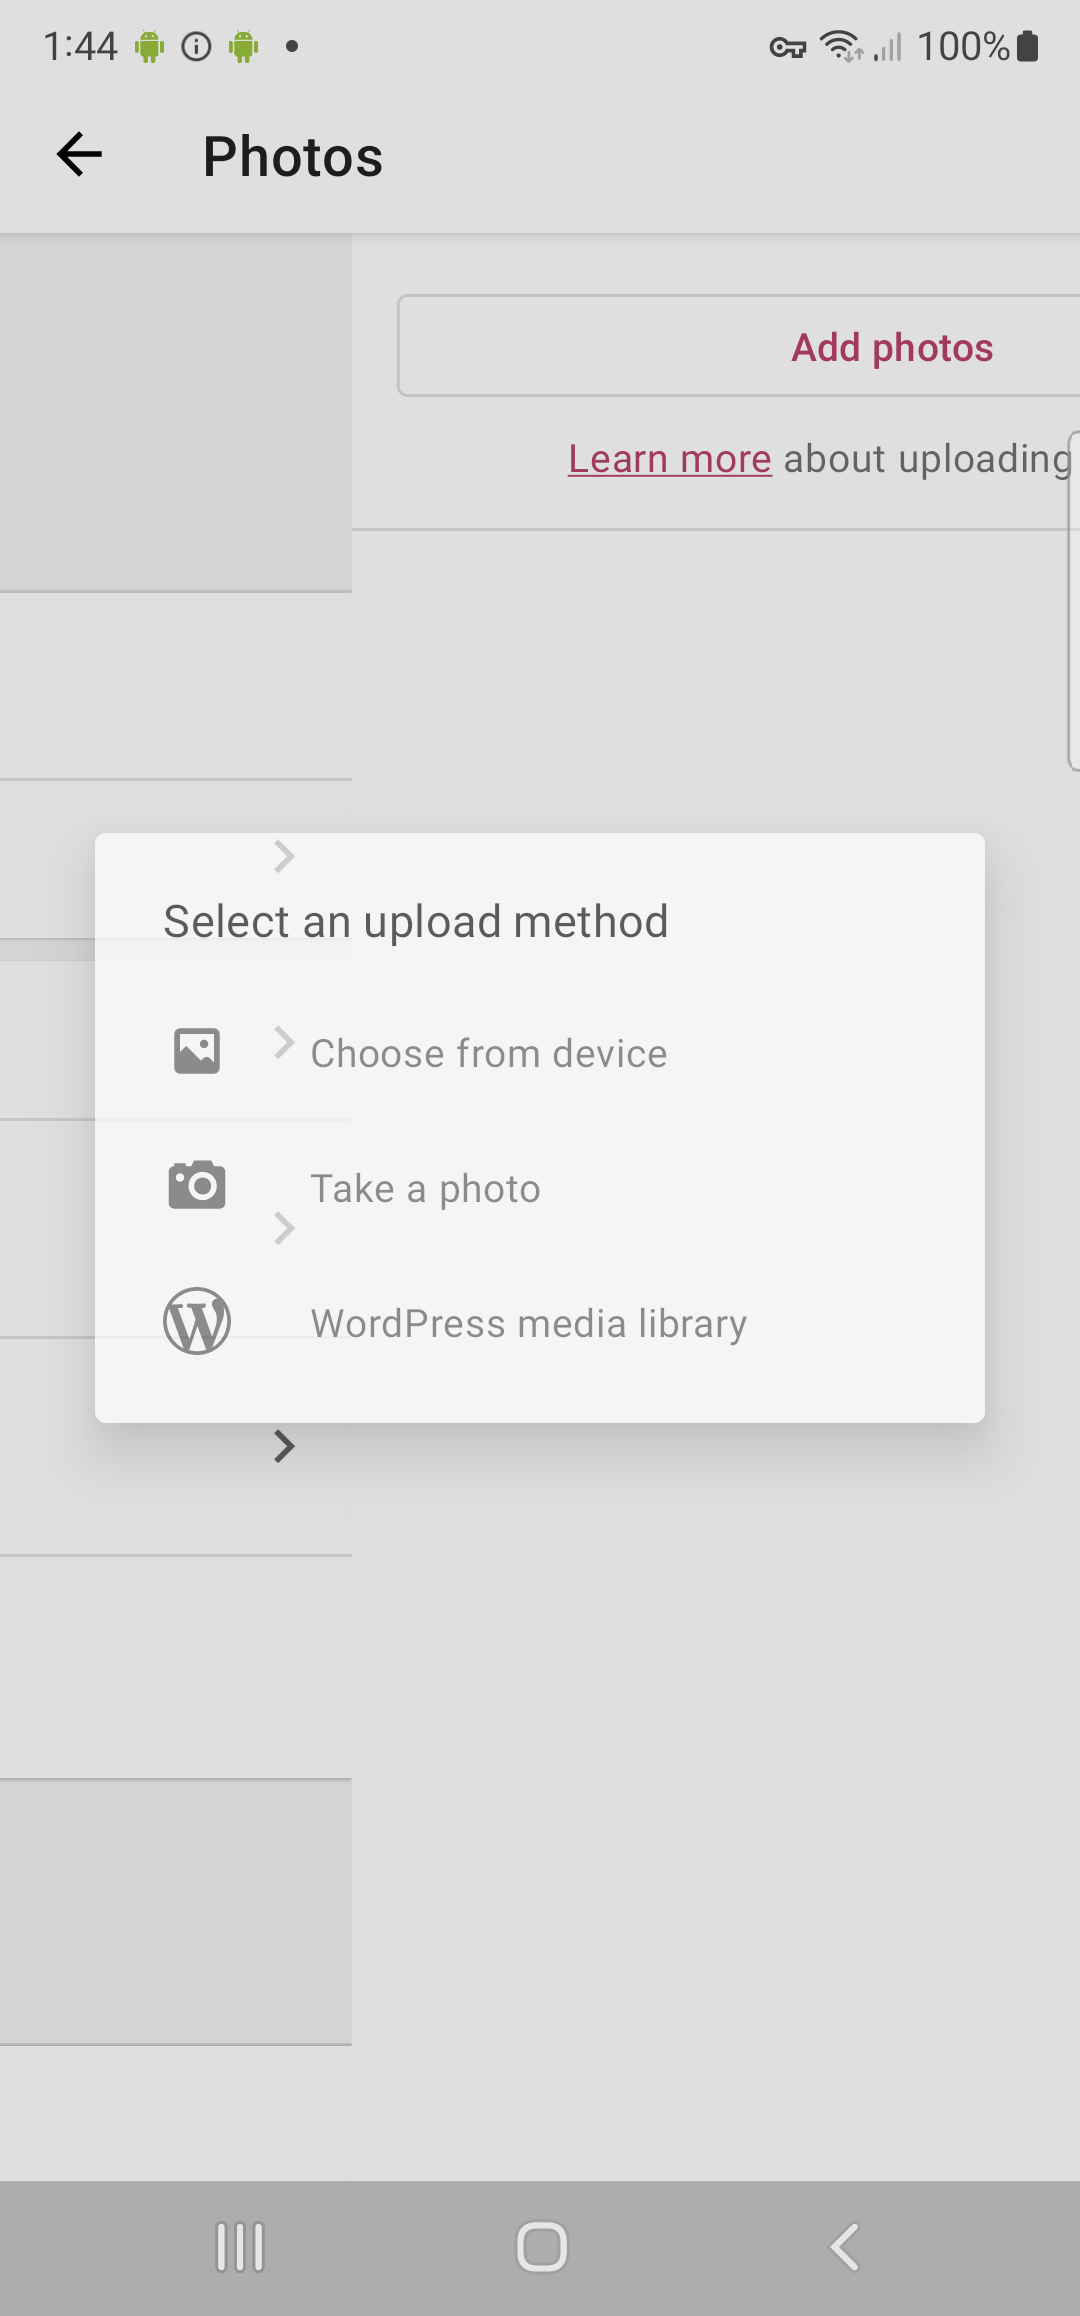 1:44 100%
Photos
Add photos
Learn more about uploading
Select an upload method
Choose from device
Take a photo
WordPress media library